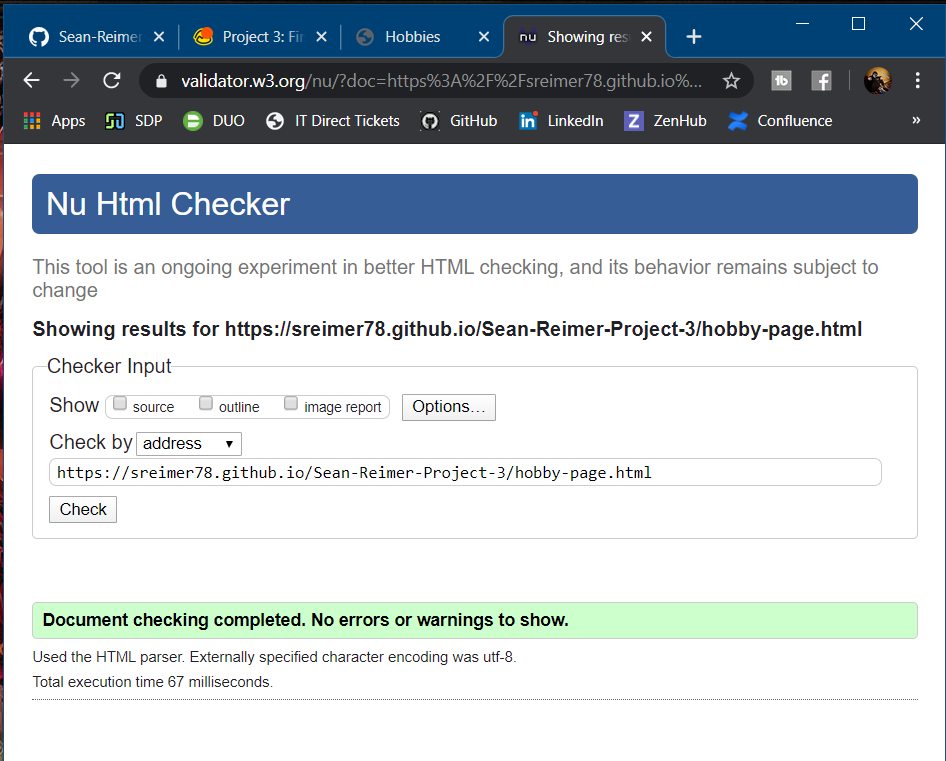 Sean-Reimer
Project 3: Fir
Hobbies
nu Showing res
validator.w3.org/nu/?doc=https%3A%2F%2Fsreimer78.github.io%...
Apps SDP DUO IT Direct Tickets GitHub LinkedIn ZenHub Confluence »
Nu Html Checker
This tool is an ongoing experiment in better HTML checking, and its behavior remains subject to
change
Showing results for https://sreimer78.github.io/Sean-Reimer-Project-3/hobby-page.html
Checker Input
Show source outline image report Options...
Check by address
https://sreimer78.github.io/Sean-Reimer-Project-3/hobby-page.html
Check
Document checking completed. No errors or warnings to show.
Used the HTML parser. Externally specified character encoding was utf-8.
Total execution time 67 milliseconds.